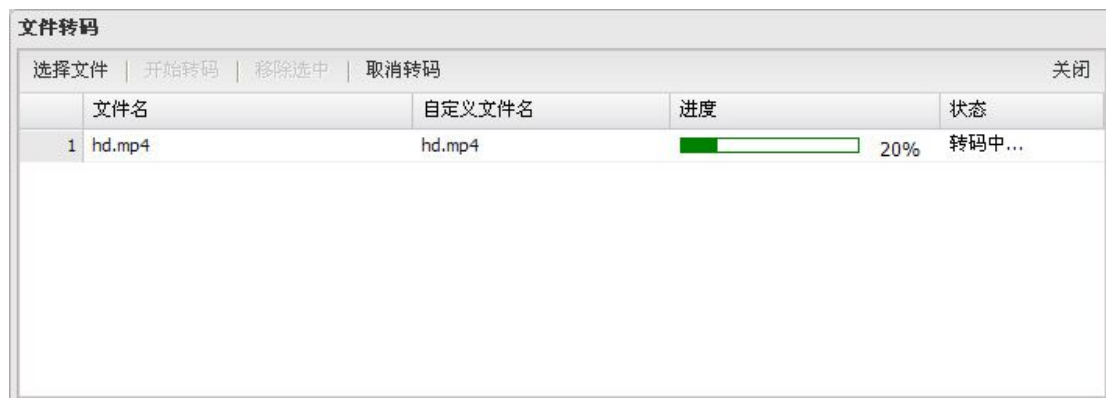 文件转码
选择文件 | 开始转码 | 移除选中 | 取消转码 关闭
文件名 自定义文件名 进度 状态
1 hd.mp4 hd.mp4 20% 转码中...